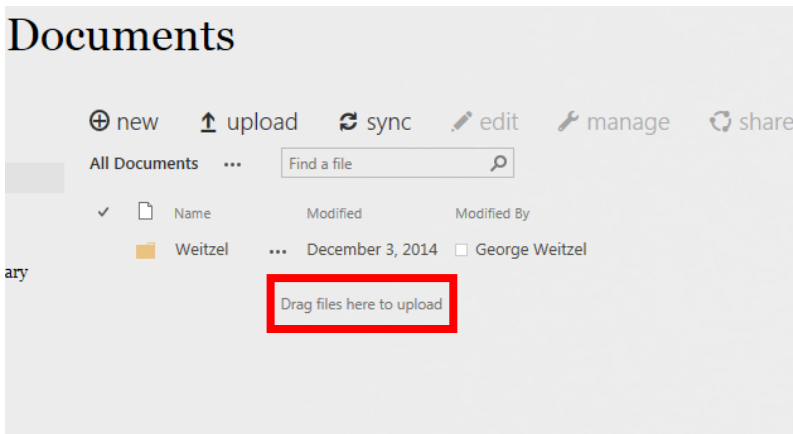 Documents
new upload sync edit manage share
All Documents ... Find a file
Name Modified Modified By
Weitzel ... December 3, 2014 George Weitzel
ary
Drag files here to upload